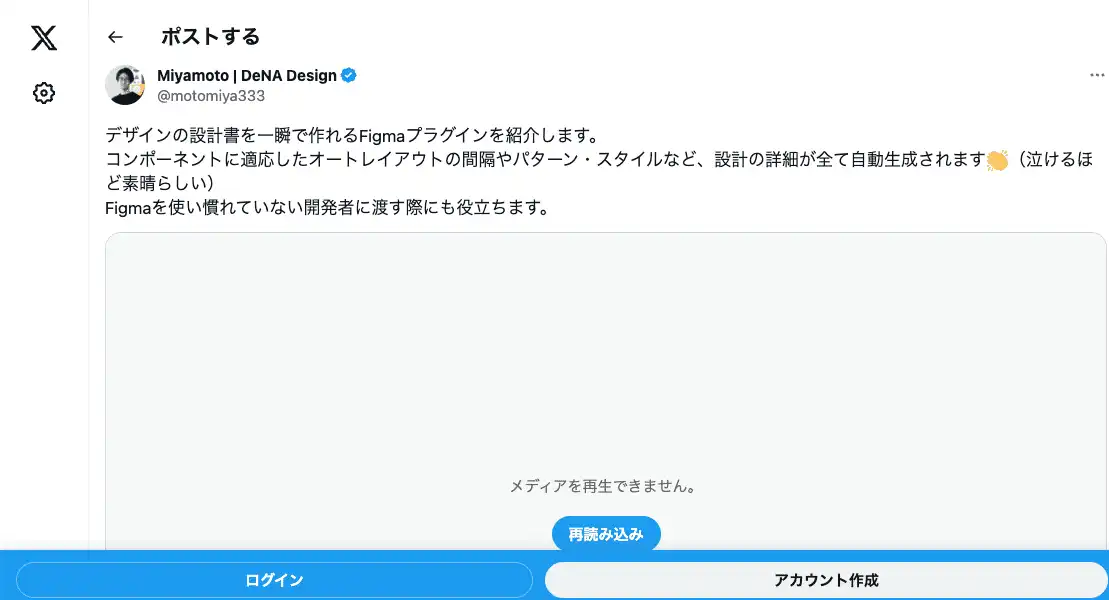 ポストする
Miyamoto | DeNA Design
@motomiya333
デザインの設計書を一瞬で作れるFigmaプラグインを紹介します。
コンポーネントに適応したオートレイアウトの間隔やパターン・スタイルなど、設計の詳細が全て自動生成されます👏（泣けるほ
ど素晴らしい）
Figmaを使い慣れていない開発者に渡す際にも役立ちます。
メディアを再生できません。
再読み込み
ログイン
アカウント作成